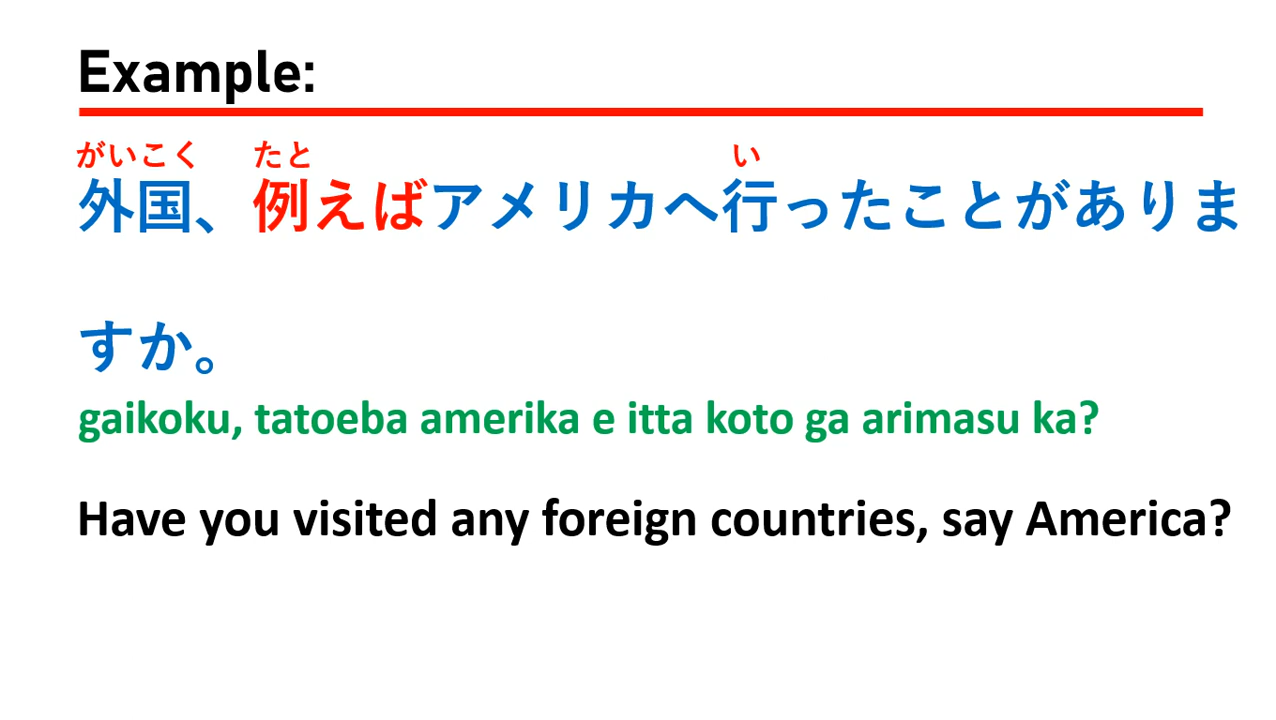 Example:
がいこく たと い
外国、例えばアメリカへ行ったことがありま
すか。
gaikoku, tatoeba amerika e itta koto ga arimasu ka?
Have you visited any foreign countries, say America?